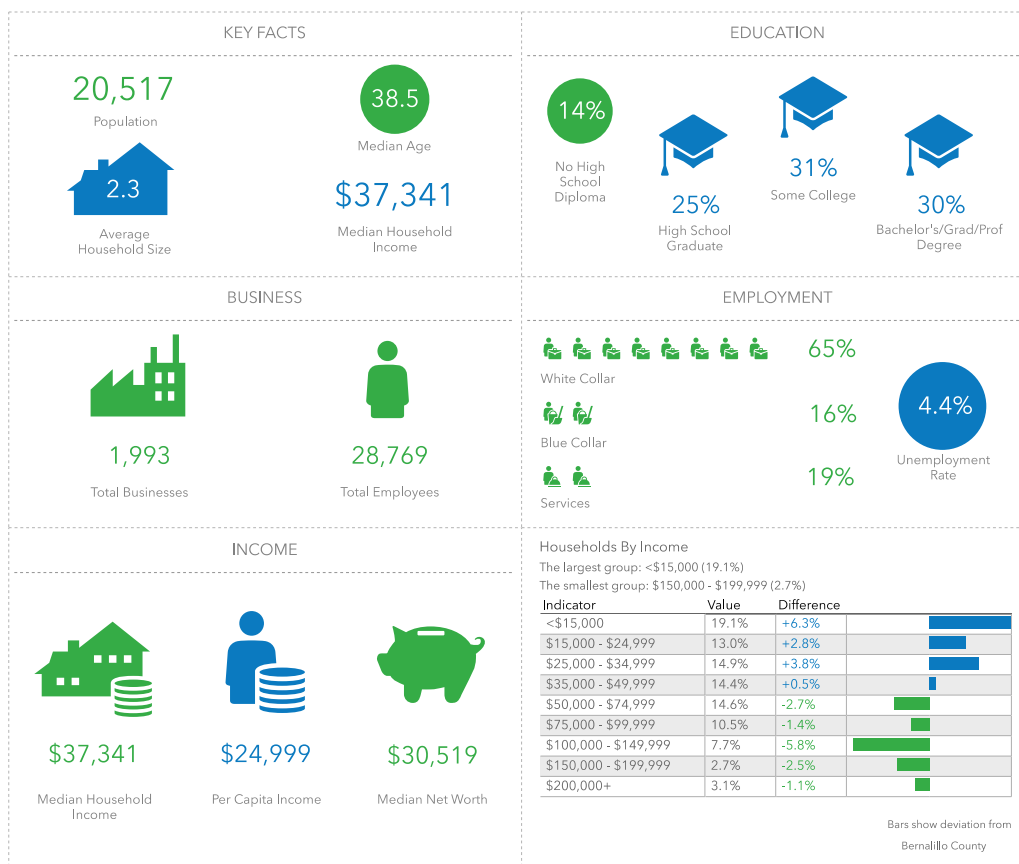 KEY FACTS
20,517
Population
38.5
Median Age
2.3
Average
Household Size
$37,341
Median Household
Income
EDUCATION
14%
No High
School
Diploma
25%
High School
Graduate
31%
Some College
30%
Bachelor's/Grad/Prof
Degree
BUSINESS
1,993
Total Businesses
28,769
Total Employees
EMPLOYMENT
65%
White Collar
16%
Blue Collar
19%
Services
4.4%
Unemployment
Rate
INCOME
$37,341
Median Household
Income
$24,999
Per Capita Income
$30,519
Median Net Worth
Households By Income
The largest group: <$15,000 (19.1%)
The smallest group: $150,000 - $199,999 (2.7%)
Indicator Value Difference
<$15,000 19.1% +6.3%
$15,000 - $24,999 13.0% +2.8%
$25,000 - $34,999 14.9% +3.8%
$35,000 - $49,999 14.4% +0.5%
$50,000 - $74,999 14.6% -2.7%
$75,000 - $99,999 10.5% -1.4%
$100,000 - $149,999 7.7% -5.8%
$150,000 - $199,999 2.7% -2.5%
$200,000+ 3.1% -1.1%
Bars show deviation from
Bernalillo County